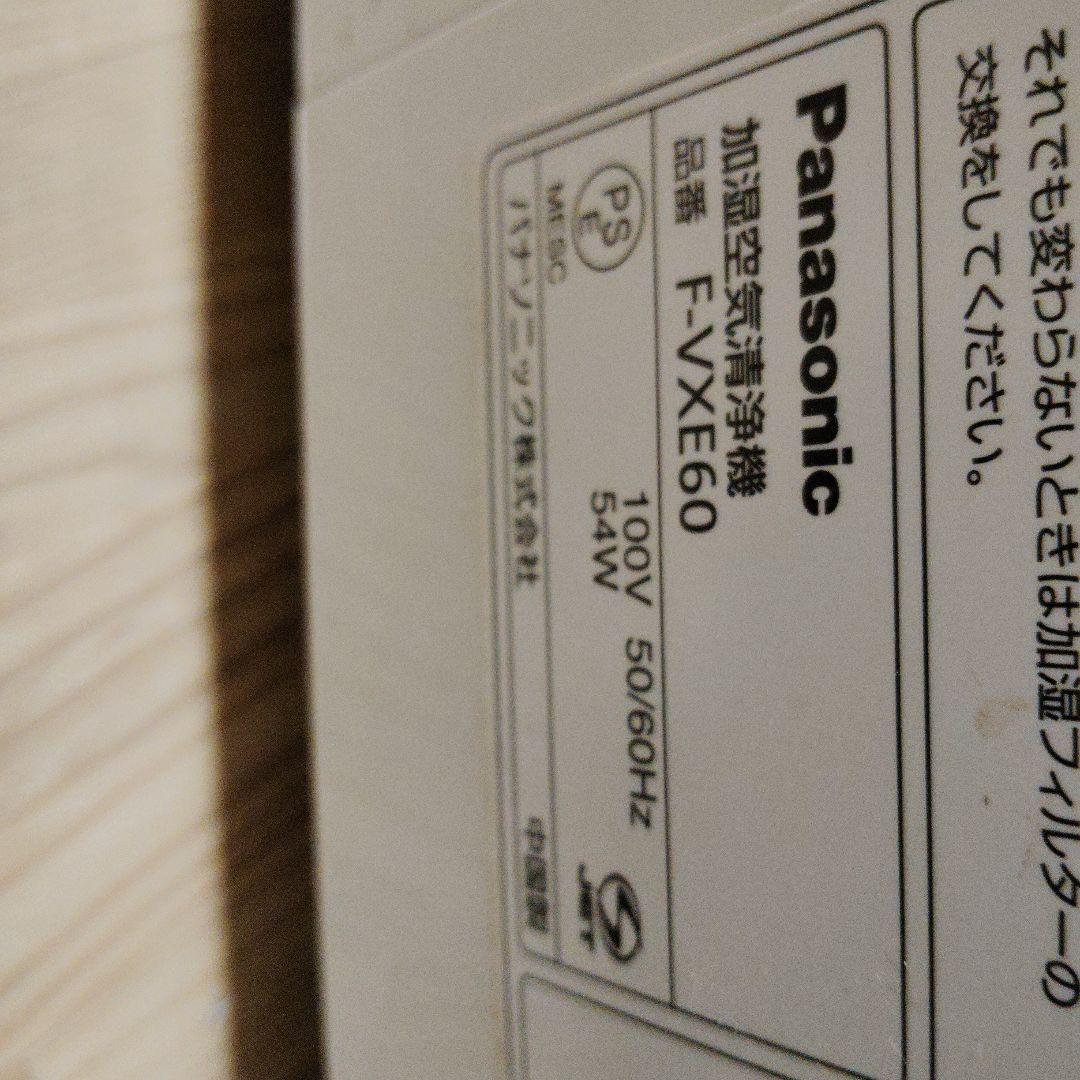 それでも変わらないときは加湿フィルターの
交換をしてください。
Panasonic
加湿空気清浄機
品番 F-VXE60
100V 50/60Hz
54W
PSE
MESC
JET
パナソニック株式会社 中国製